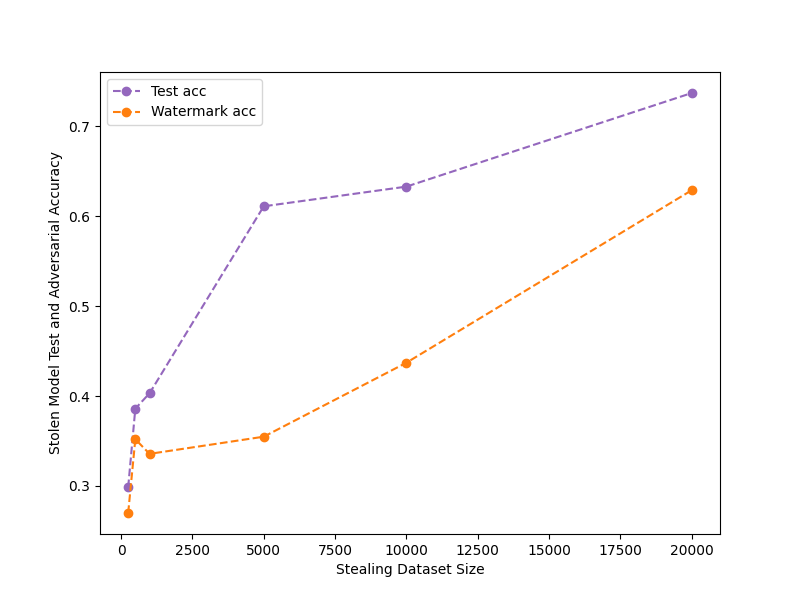 Test acc
Watermark acc
Stolen Model Test and Adversarial Accuracy
0.7
0.6
0.5
0.4
0.3
0 2500 5000 7500 10000 12500 15000 17500 20000
Stealing Dataset Size